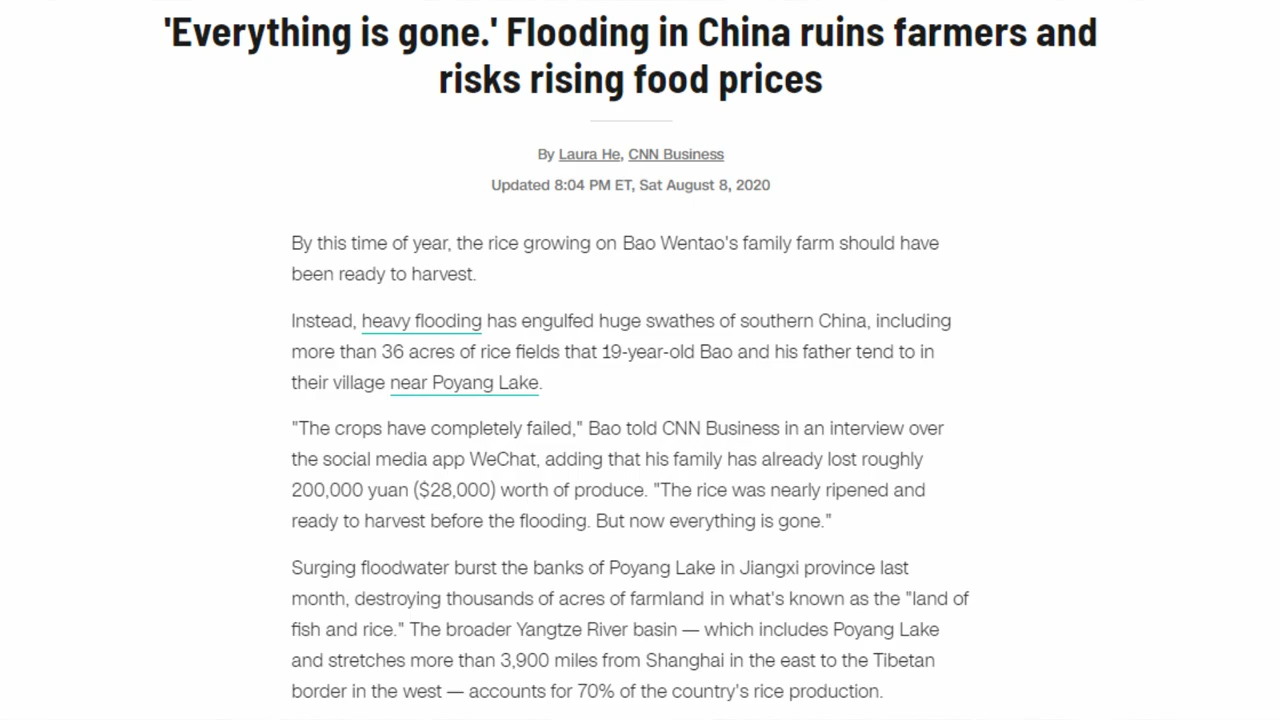 'Everything is gone.' Flooding in China ruins farmers and
risks rising food prices
By Laura He, CNN Business
Updated 8:04 PM ET, Sat August 8, 2020
By this time of year, the rice growing on Bao Wentao's family farm should have
been ready to harvest.
Instead, heavy flooding has engulfed huge swathes of southern China, including
more than 36 acres of rice fields that 19-year-old Bao and his father tend to in
their village near Poyang Lake.
"The crops have completely failed," Bao told CNN Business in an interview over
the social media app WeChat, adding that his family has already lost roughly
200,000 yuan ($28,000) worth of produce. "The rice was nearly ripened and
ready to harvest before the flooding. But now everything is gone."
Surging floodwater burst the banks of Poyang Lake in Jiangxi province last
month, destroying thousands of acres of farmland in what's known as the "land of
fish and rice." The broader Yangtze River basin — which includes Poyang Lake
and stretches more than 3,900 miles from Shanghai in the east to the Tibetan
border in the west — accounts for 70% of the country's rice production.